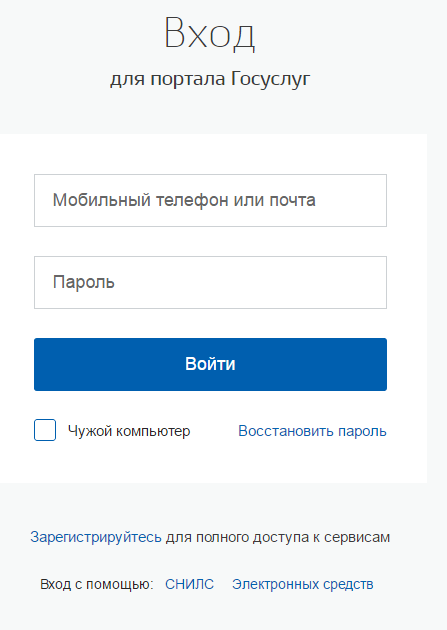 Вход
для портала Госуслуг
Мобильный телефон или почта
Пароль
Войти
Чужой компьютер Восстановить пароль
Зарегистрируйтесь для полного доступа к сервисам
Вход с помощью: СНИЛС Электронных средств